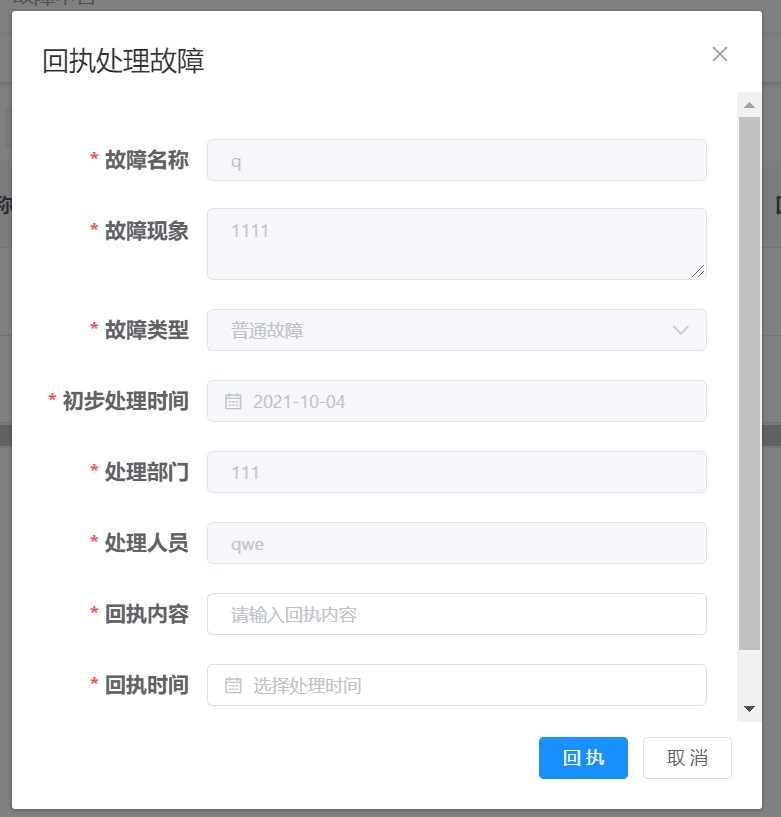 回执处理故障
* 故障名称 q
* 故障现象 1111
* 故障类型 普通故障
* 初步处理时间 2021-10-04
* 处理部门 111
* 处理人员 qwe
* 回执内容 请输入回执内容
* 回执时间 选择处理时间
回执 取消